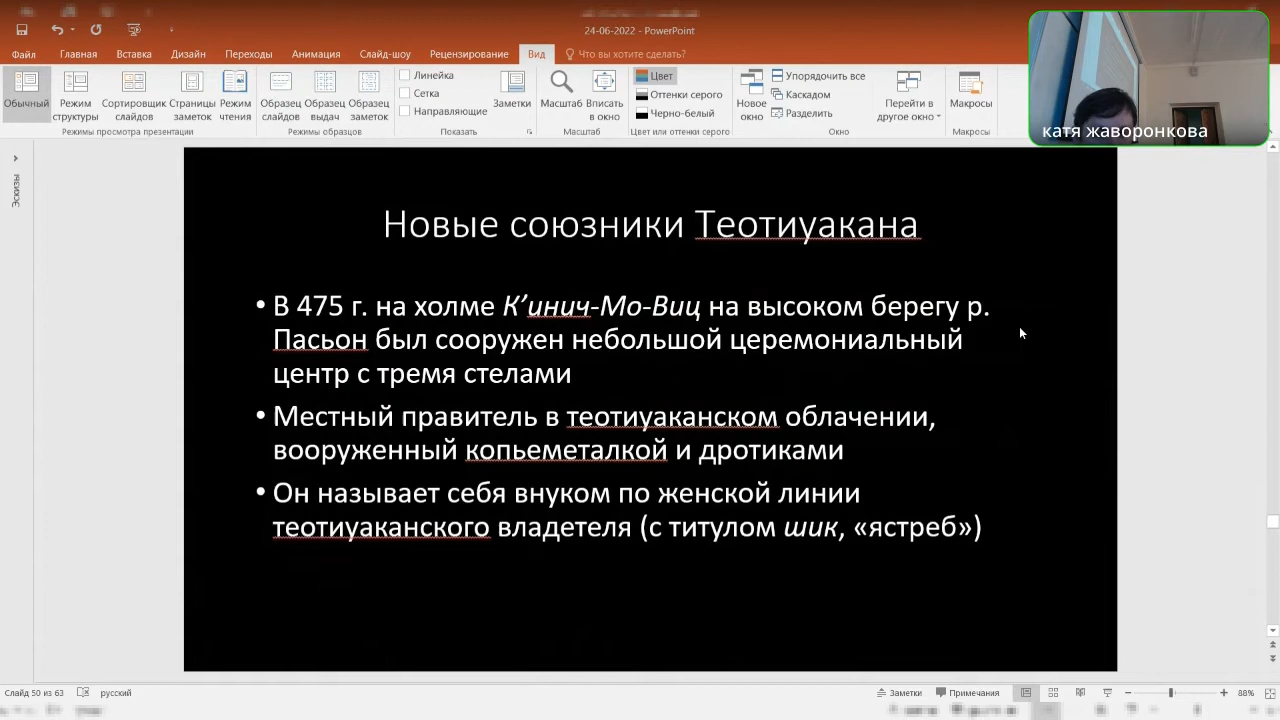 24-06-2022 - PowerPoint
Файл Главная Вставка Дизайн Переходы Анимация Слайд-шоу Рецензирование Вид Что вы хотите сделать?
Обычный
Режим структуры
Сортировщик слайдов
Страницы заметок
Режим чтения
Режимы просмотра презентации
Образец слайдов
Образец выдач
Образец заметок
Режимы образцов
Линейка
Сетка
Направляющие
Заметки
Показать
Масштаб
Вписать в окно
Масштаб
Цвет
Оттенки серого
Черно-белый
Цвет или оттенки серого
Новое окно
Упорядочить все
Каскадом
Разделить
Перейти в другое окно
Окно
Макросы
Макросы
катя жаворонкова
Эскизы
Новые союзники Теотиуакана
• В 475 г. на холме К’инич-Мо-Виц на высоком берегу р.
Пасьон был сооружен небольшой церемониальный
центр с тремя стелами
• Местный правитель в теотиуаканском облачении,
вооруженный копьеметалкой и дротиками
• Он называет себя внуком по женской линии
теотиуаканского владетеля (с титулом шик, «ястреб»)
Слайд 50 из 63 русский Заметки Примечания 88%